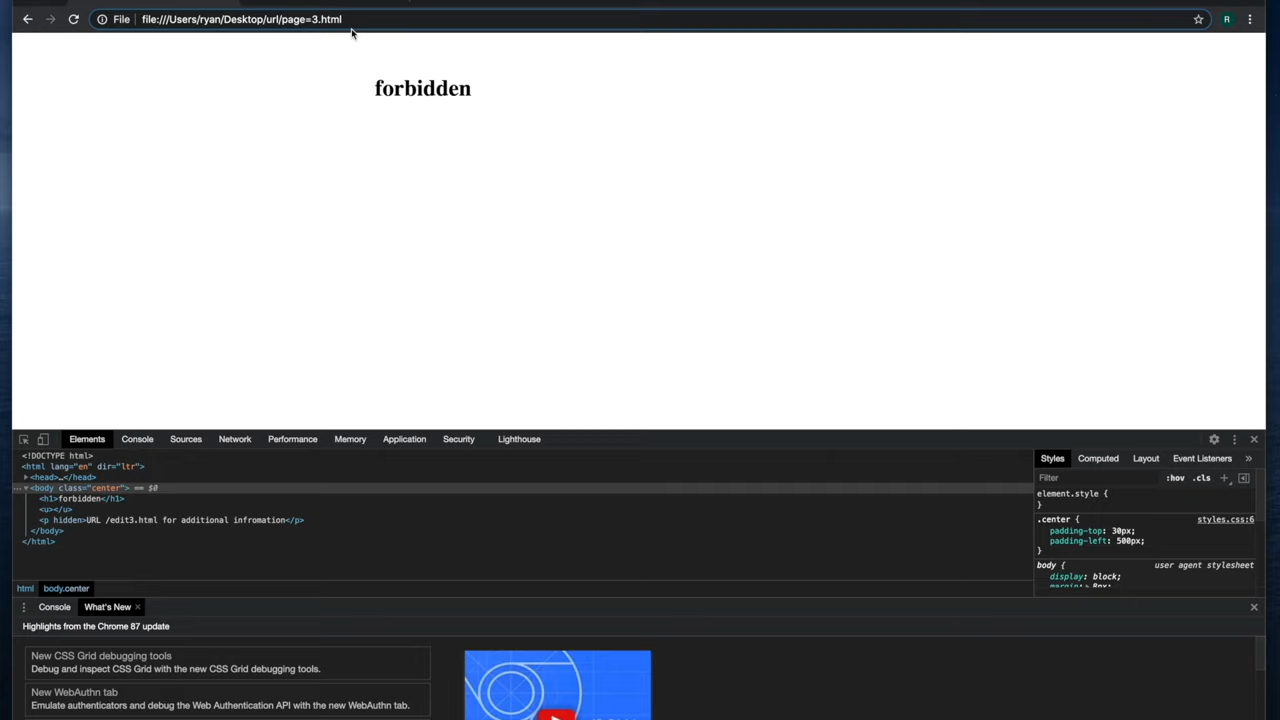 File file:///Users/ryan/Desktop/url/page=3.html R
forbidden
Elements Console Sources Network Performance Memory Application Security Lighthouse
<!DOCTYPE html>
<html lang="en" dir="ltr">
<head>…</head>
<body class="center"> == $0
<h1>forbidden</h1>
<u></u>
<p hidden>URL /edit3.html for additional infromation</p>
</body>
</html>
html body.center
Styles Computed Layout Event Listeners »
Filter :hov .cls +
element.style {
}
.center { styles.css:6
padding-top: 30px;
padding-left: 500px;
}
body { user agent stylesheet
display: block;
margin: 8px;
Console What's New ×
Highlights from the Chrome 87 update
New CSS Grid debugging tools
Debug and inspect CSS Grid with the new CSS Grid debugging tools.
New WebAuthn tab
Emulate authenticators and debug the Web Authentication API with the new WebAuthn tab.